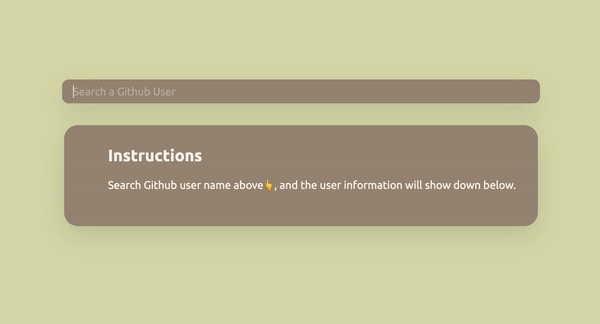 Search a Github User
Instructions
Search Github user name above👆, and the user information will show down below.